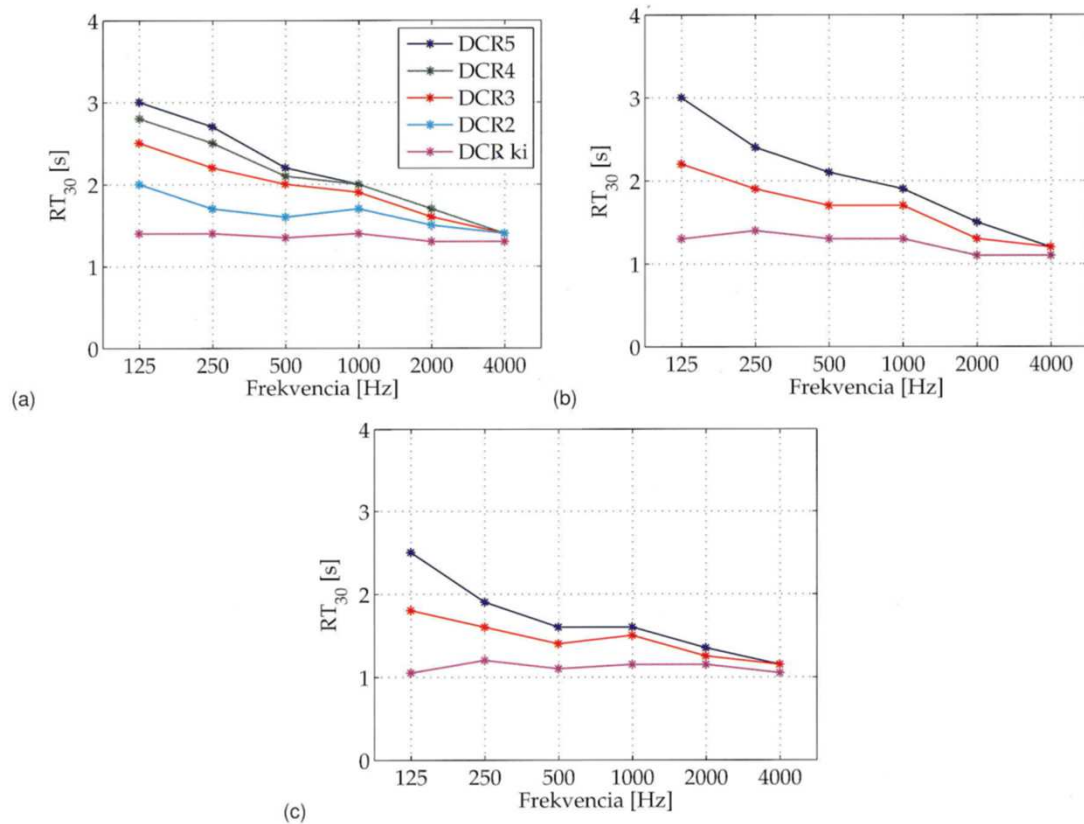 4
3
2
1
0
RT30 [s]
DCR5
DCR4
DCR3
DCR2
DCR ki
125 250 500 1000 2000 4000
Frekvencia [Hz]
(a)
4
3
2
1
0
RT30 [s]
125 250 500 1000 2000 4000
Frekvencia [Hz]
(b)
4
3
2
1
0
RT30 [s]
125 250 500 1000 2000 4000
Frekvencia [Hz]
(c)